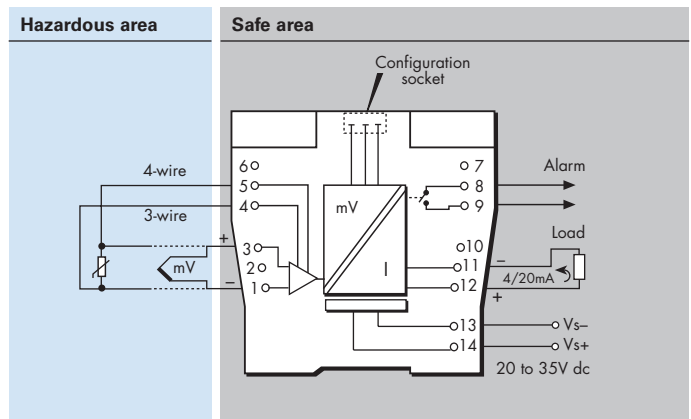 Hazardous area
Safe area
Configuration
socket
4-wire
3-wire
6
5
4
3
2
1
+
mV
–
mV
I
7
8
9
10
11
12
13
14
Alarm
Load
–
4/20mA
+
Vs–
Vs+
20 to 35V dc